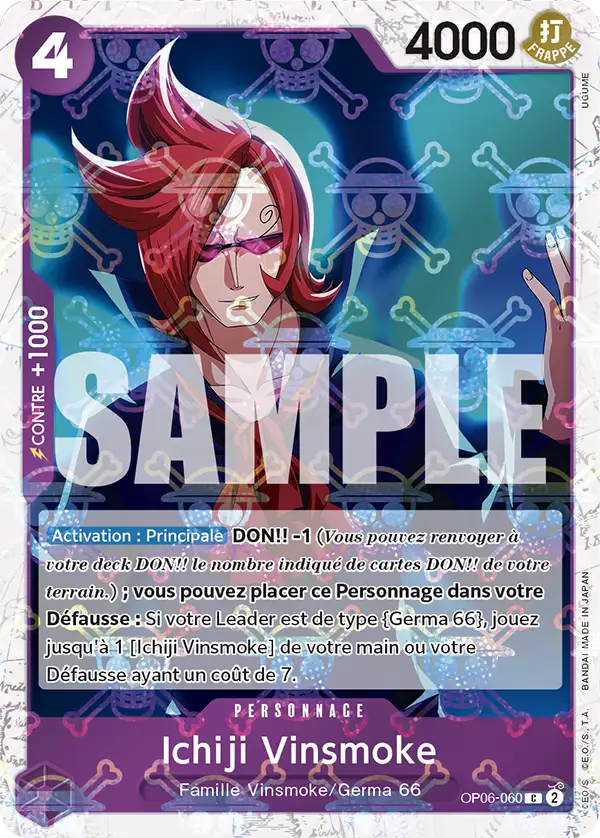 4
4000
打
FRAPPE
UGUME
CONTRE +1000
SAMPLE
Activation : Principale DON!! -1 (Vous pouvez renvoyer à
votre deck DON!! le nombre indiqué de cartes DON!! de votre
terrain.) ; vous pouvez placer ce Personnage dans votre
Défausse : Si votre Leader est de type {Germa 66}, jouez
jusqu'à 1 [Ichiji Vinsmoke] de votre main ou votre
Défausse ayant un coût de 7.
PERSONNAGE
Ichiji Vinsmoke
Famille Vinsmoke/Germa 66
OP06-060 C 2
©E.O./S. ©E.O./S.,T.A. BANDAI MADE IN JAPAN